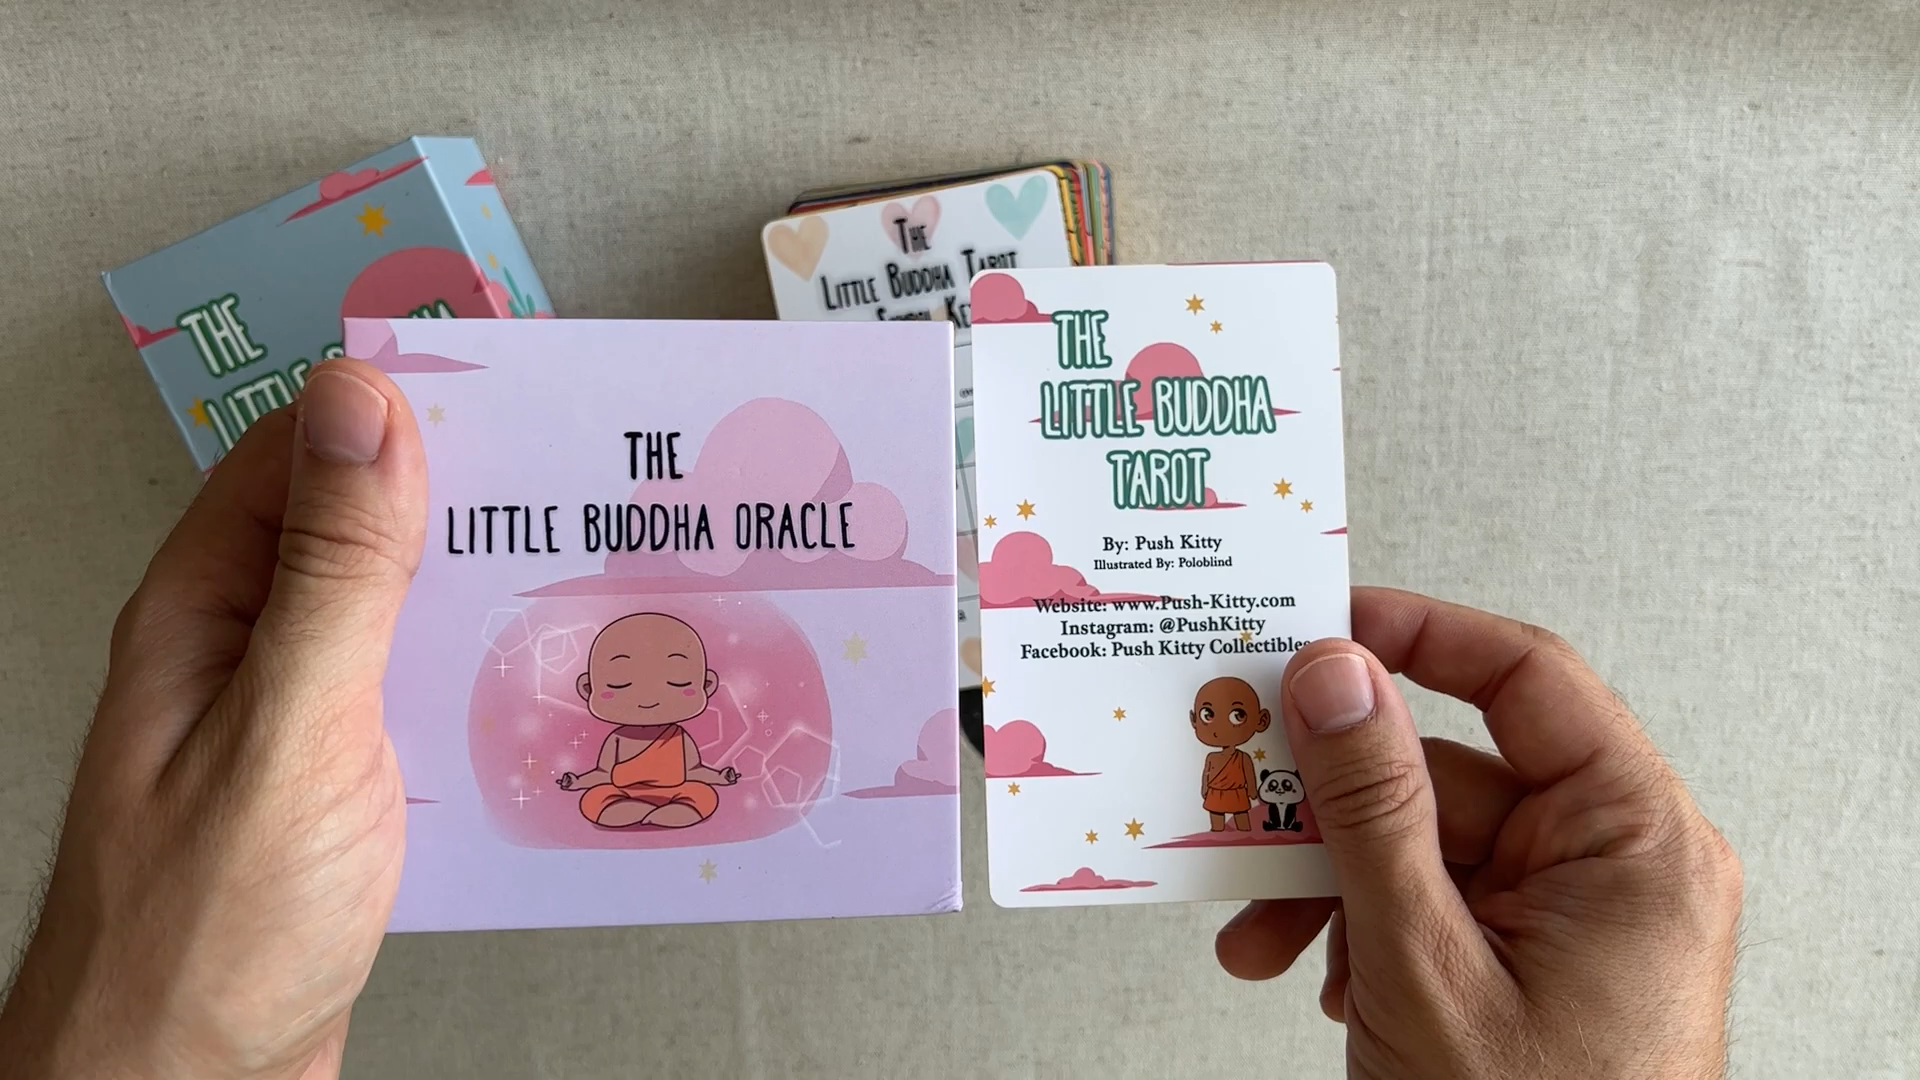 THE
LITTLE
THE
LITTLE BUDDHA TAROT
THE
LITTLE BUDDHA ORACLE
THE
LITTLE BUDDHA
TAROT
By: Push Kitty
Illustrated By: Poloblind
Website: www.Push-Kitty.com
Instagram: @PushKitty
Facebook: Push Kitty Collectibles